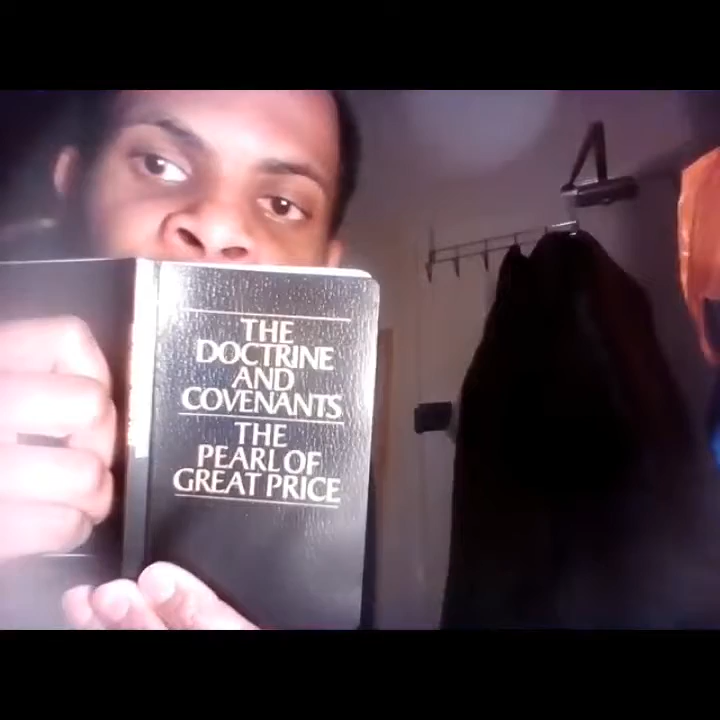 THE
DOCTRINE
AND
COVENANTS
THE
PEARL OF
GREAT PRICE